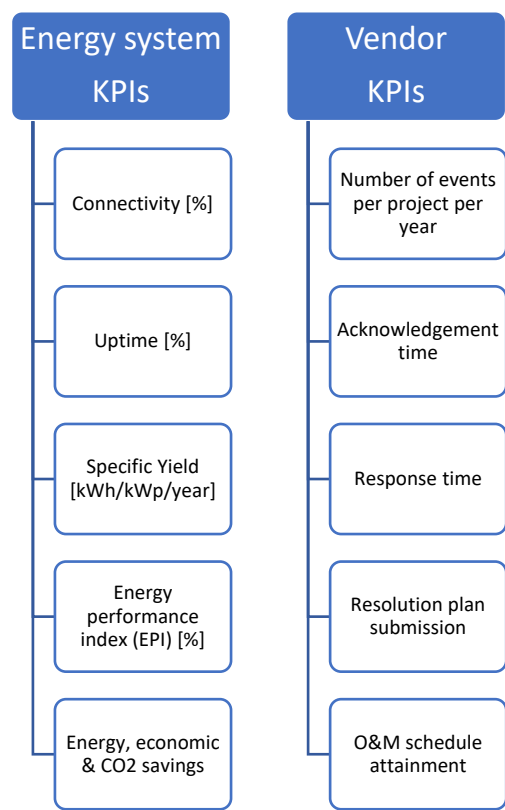 Energy system
KPIs
Connectivity [%]
Uptime [%]
Specific Yield
[kWh/kWp/year]
Energy
performance
index (EPI) [%]
Energy, economic
& CO2 savings
Vendor
KPIs
Number of events
per project per
year
Acknowledgement
time
Response time
Resolution plan
submission
O&M schedule
attainment